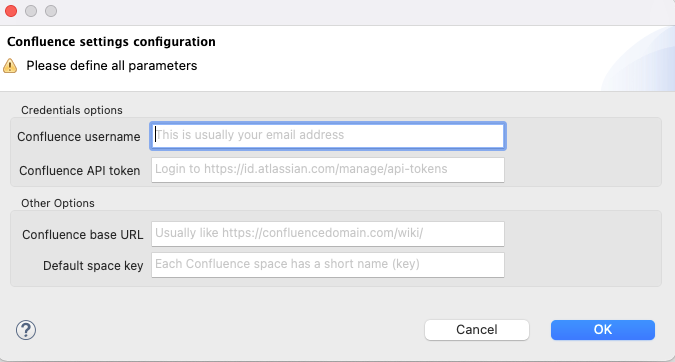 Confluence settings configuration
Please define all parameters
Credentials options
Confluence username This is usually your email address
Confluence API token Login to https://id.atlassian.com/manage/api-tokens
Other Options
Confluence base URL Usually like https://confluencedomain.com/wiki/
Default space key Each Confluence space has a short name (key)
? Cancel OK